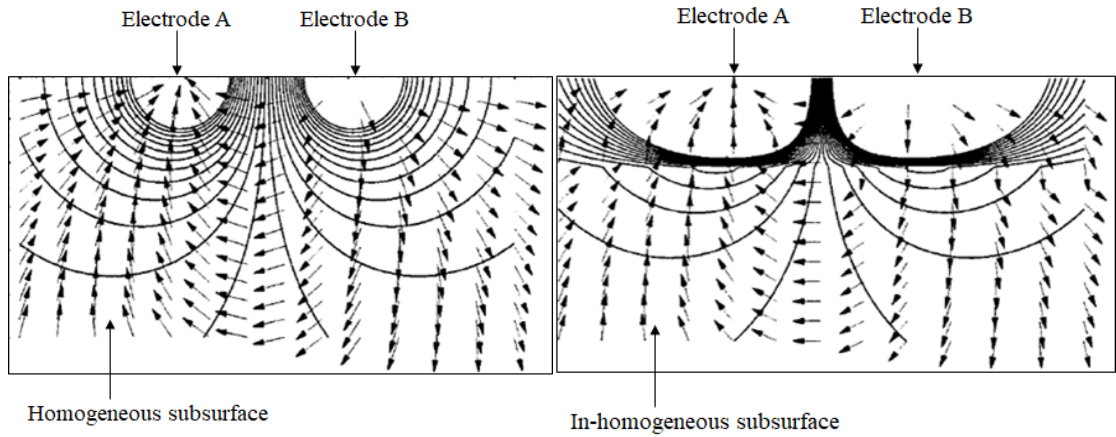 Electrode A
Electrode B
Electrode A
Electrode B
Homogeneous subsurface
In-homogeneous subsurface